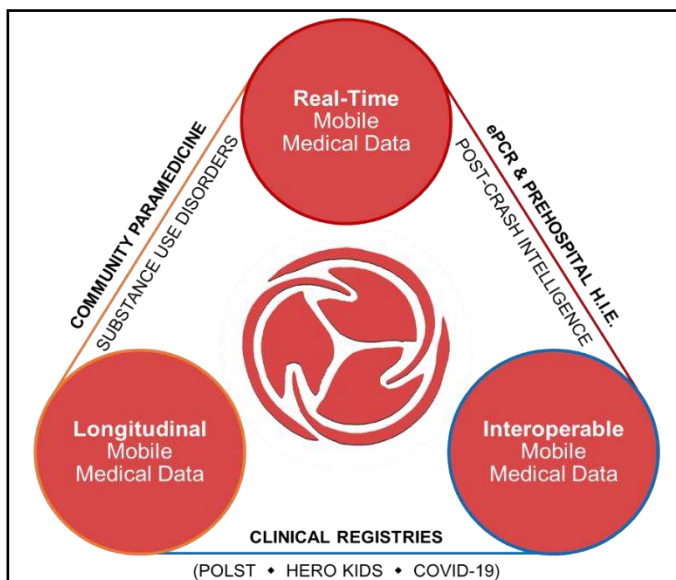 Real-Time
Mobile
Medical Data
COMMUNITY PARAMEDICINE
SUBSTANCE USE DISORDERS
ePCR & PREHOSPITAL H.I.E.
POST-CRASH INTELLIGENCE
Longitudinal
Mobile
Medical Data
Interoperable
Mobile
Medical Data
CLINICAL REGISTRIES
(POLST ◆ HERO KIDS ◆ COVID-19)